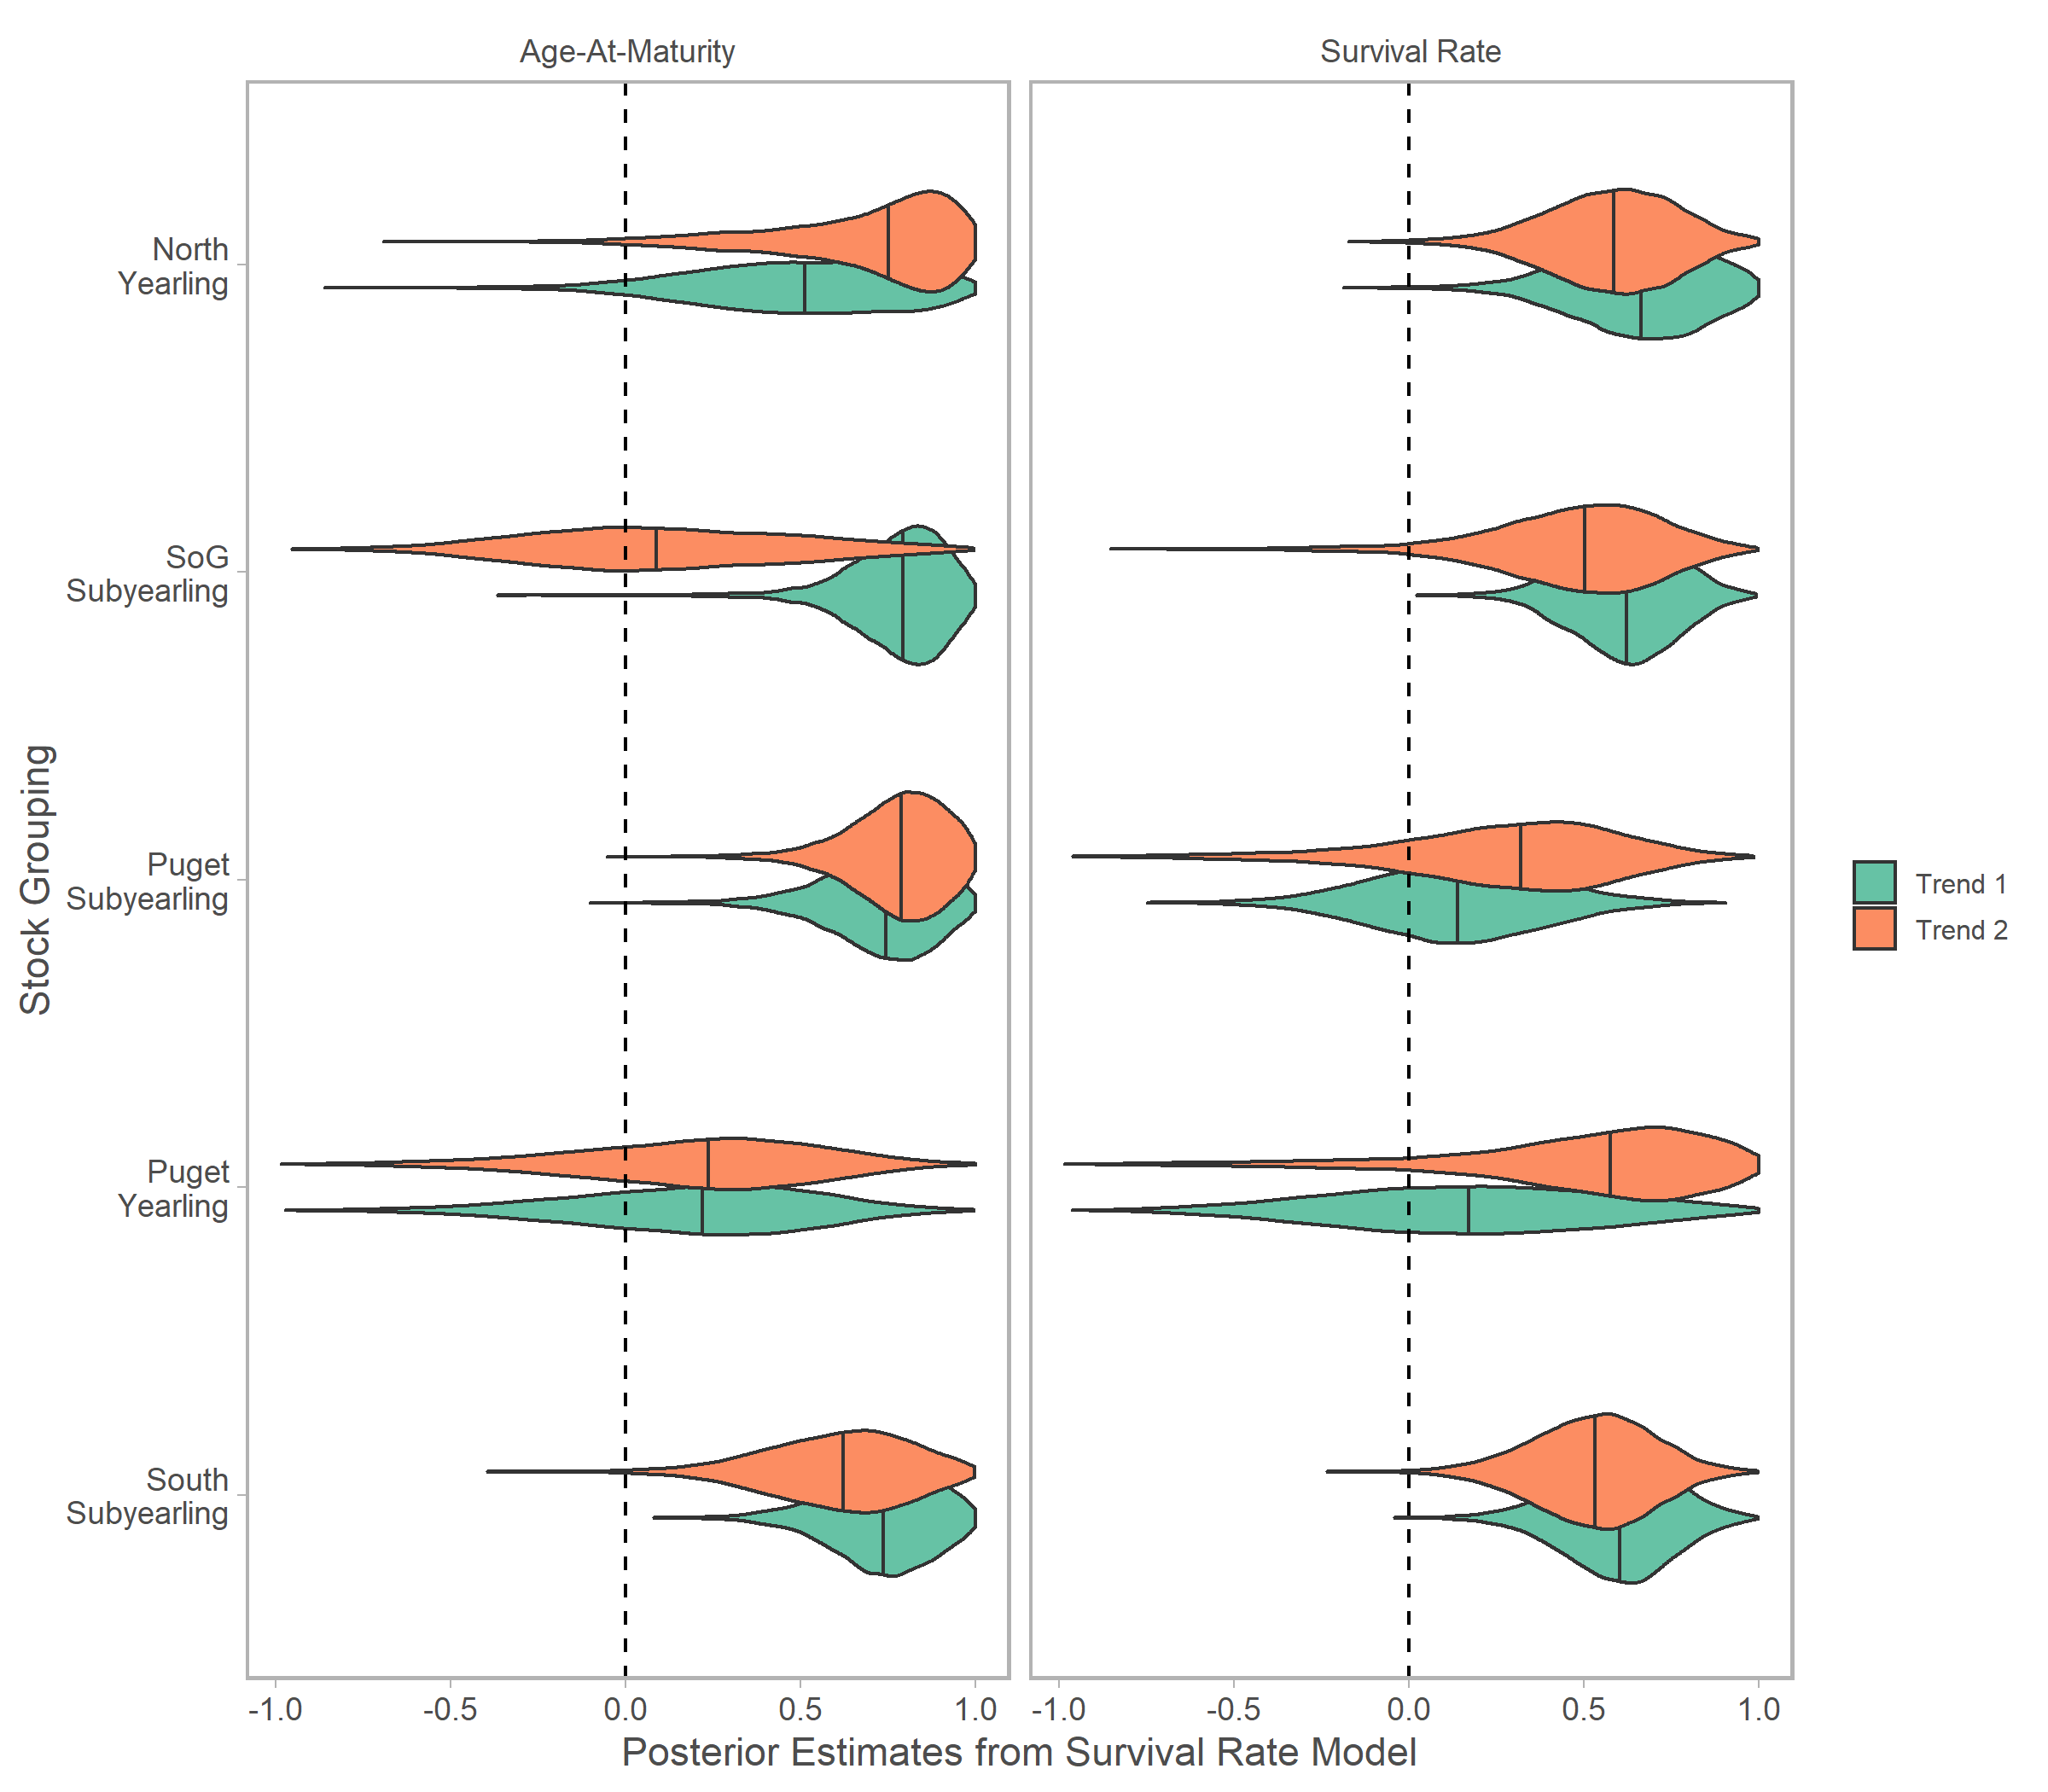 Age-At-Maturity
Survival Rate
North
Yearling
SoG
Subyearling
Puget
Subyearling
Puget
Yearling
South
Subyearling
Stock Grouping
Trend 1
Trend 2
-1.0 -0.5 0.0 0.5 1.0
-1.0 -0.5 0.0 0.5 1.0
Posterior Estimates from Survival Rate Model